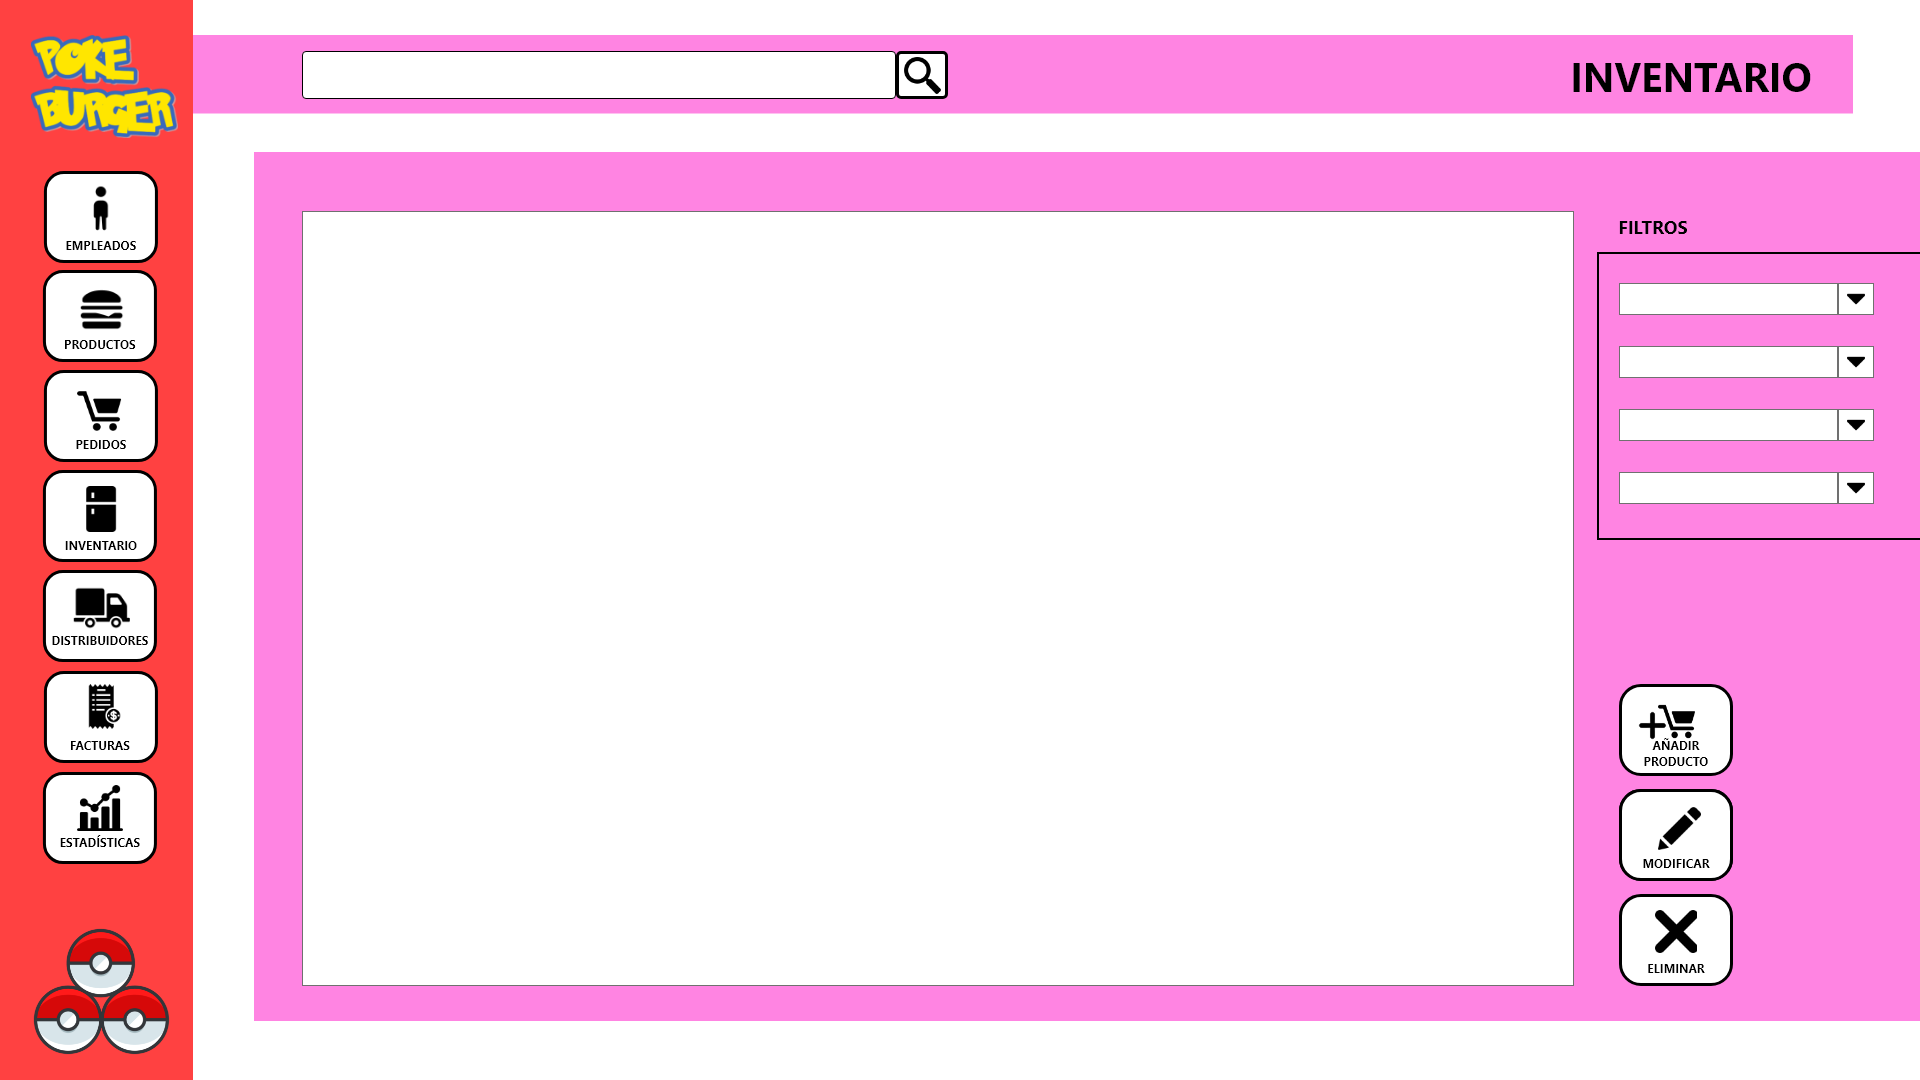 POKE
BURGER
INVENTARIO
EMPLEADOS
PRODUCTOS
PEDIDOS
INVENTARIO
DISTRIBUIDORES
FACTURAS
$
ESTADÍSTICAS
FILTROS
AÑADIR
PRODUCTO
MODIFICAR
ELIMINAR